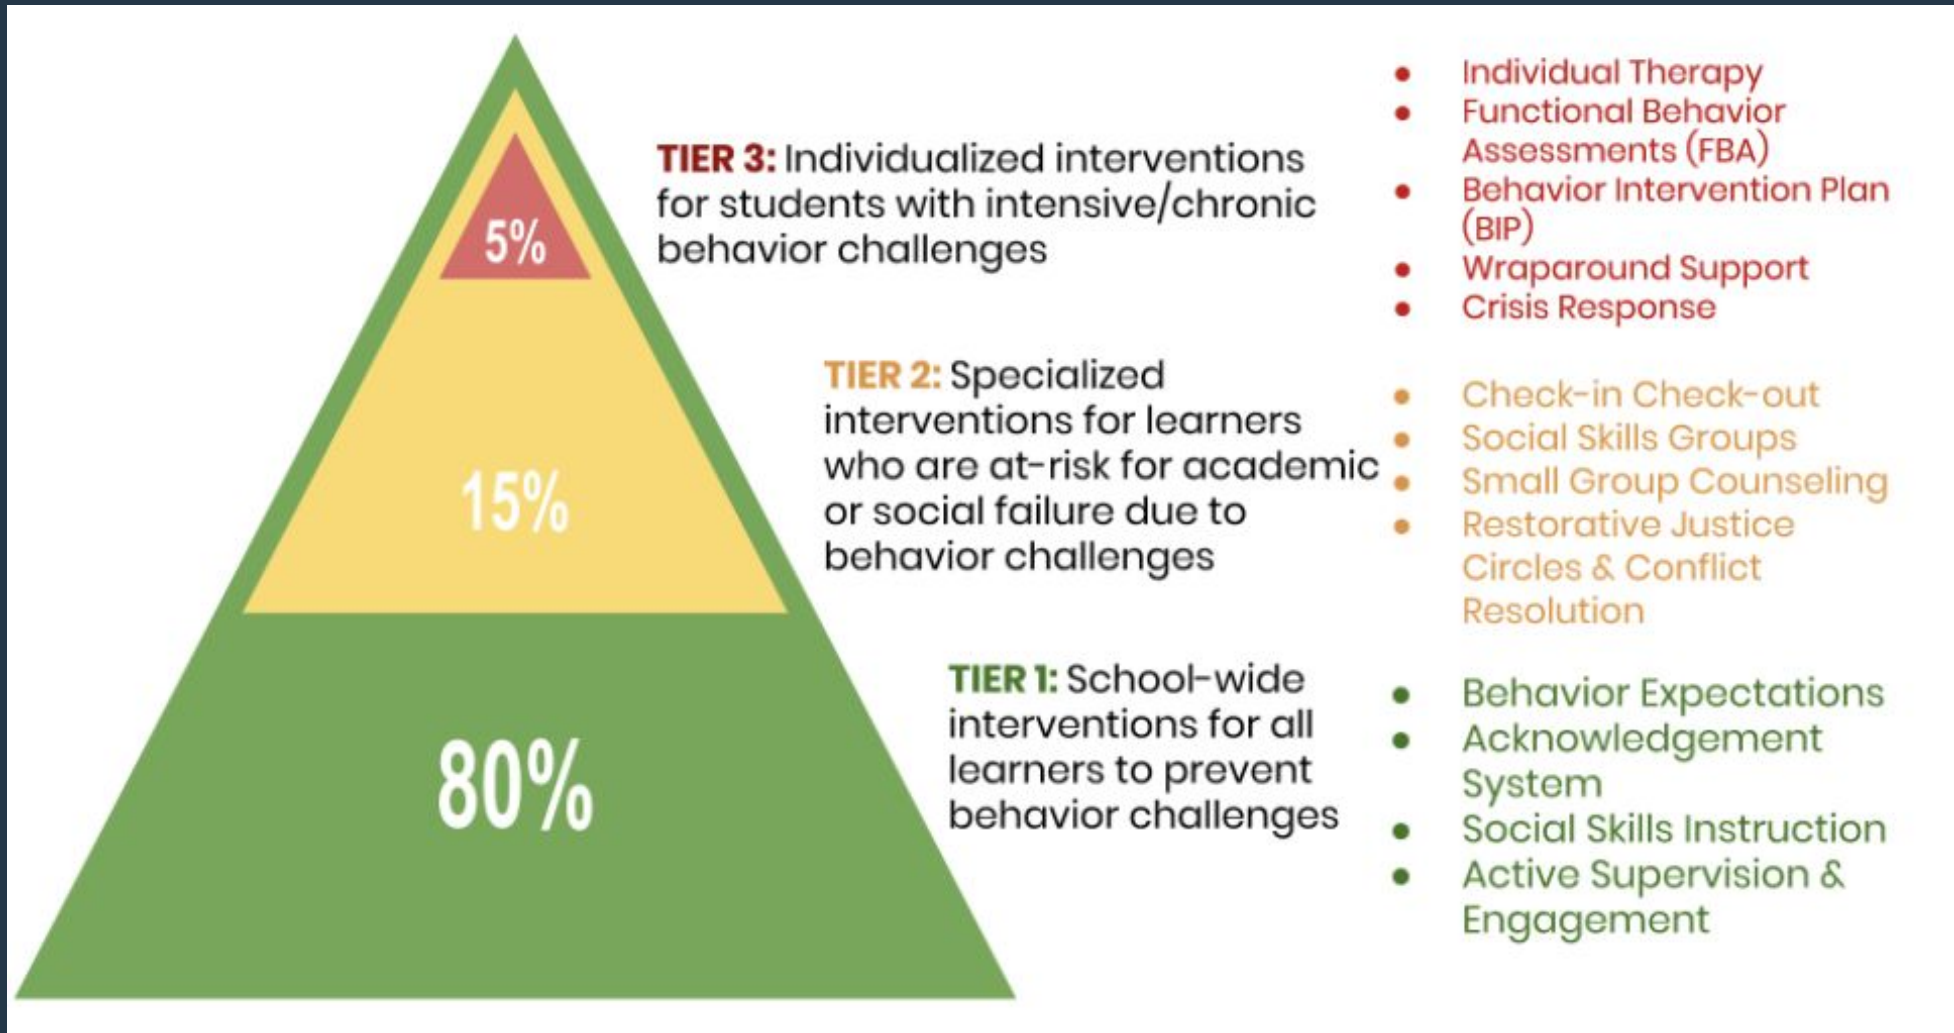 5%
15%
80%
TIER 3: Individualized interventions
for students with intensive/chronic
behavior challenges
● Individual Therapy
● Functional Behavior
Assessments (FBA)
● Behavior Intervention Plan
(BIP)
● Wraparound Support
● Crisis Response
TIER 2: Specialized
interventions for learners
who are at-risk for academic
or social failure due to
behavior challenges
● Check-in Check-out
● Social Skills Groups
● Small Group Counseling
● Restorative Justice
Circles & Conflict
Resolution
TIER 1: School-wide
interventions for all
learners to prevent
behavior challenges
● Behavior Expectations
● Acknowledgement
System
● Social Skills Instruction
● Active Supervision &
Engagement